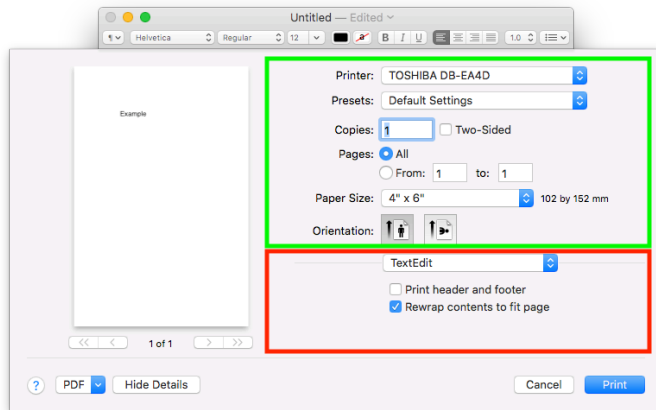 Untitled — Edited
¶ Helvetica Regular 12 a B I U 1.0
Printer: TOSHIBA DB-EA4D
Presets: Default Settings
Example
Copies: 1 Two-Sided
Pages: All
From: 1 to: 1
Paper Size: 4" x 6" 102 by 152 mm
Orientation:
TextEdit
Print header and footer
Rewrap contents to fit page
<< < 1 of 1 > >>
? PDF Hide Details Cancel Print